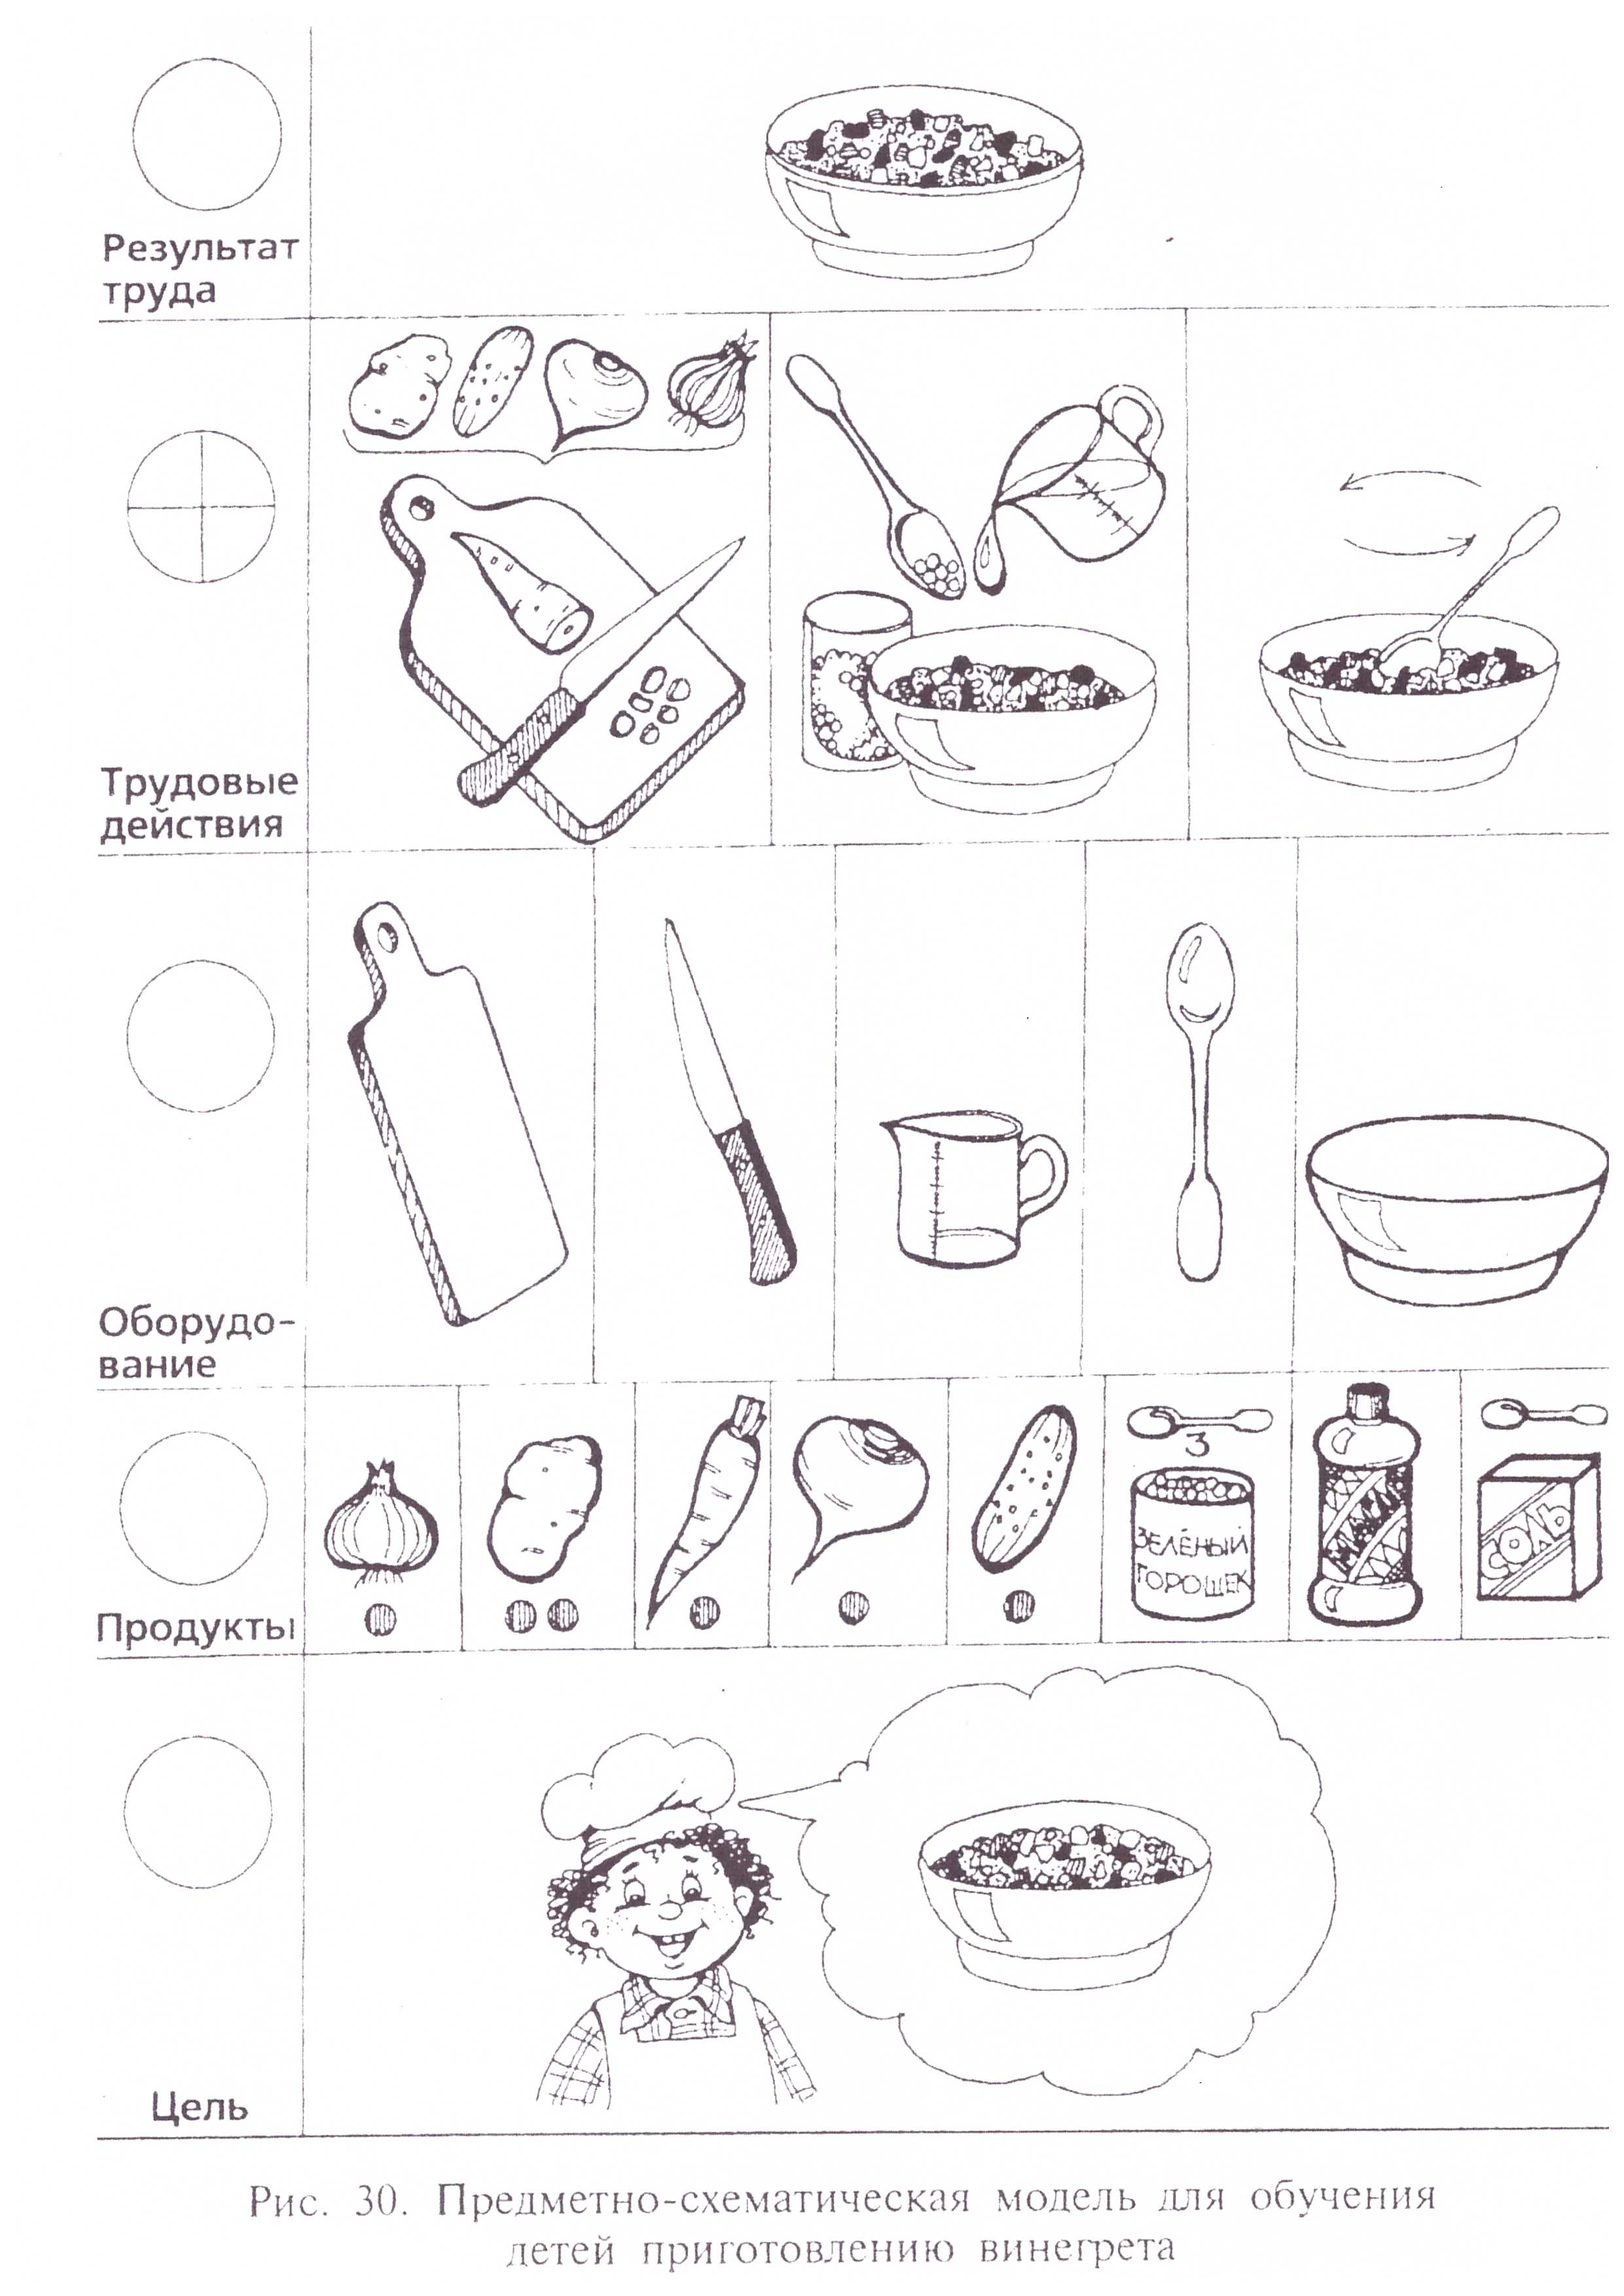 Результат
труда
Трудовые
действия
Оборудо-
вание
3
ЗЕЛЁНЫЙ
ГОРОШЕК
СОЛЬ
Продукты
Цель
Рис. 30. Предметно-схематическая модель для обучения
детей приготовлению винегрета